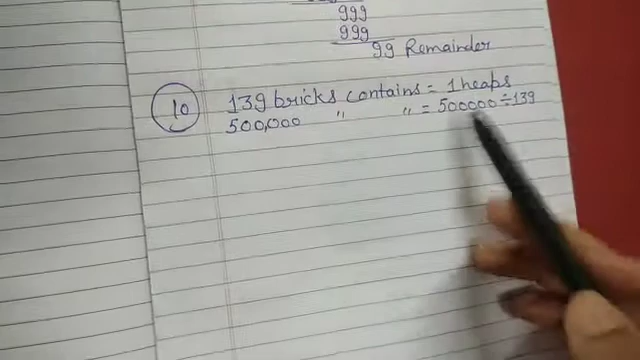 999
999
99 Remainder
10 139 bricks contains = 1 heaps
500,000 " " = 500000 ÷ 139